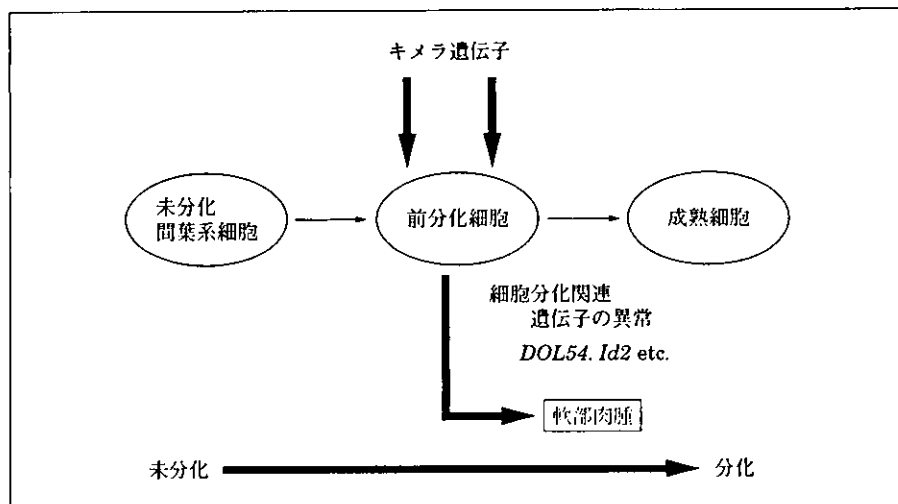 キメラ遺伝子
未分化
間葉系細胞
前分化細胞
成熟細胞
細胞分化関連
遺伝子の異常
DOL54. Id2 etc.
軟部肉腫
未分化
分化